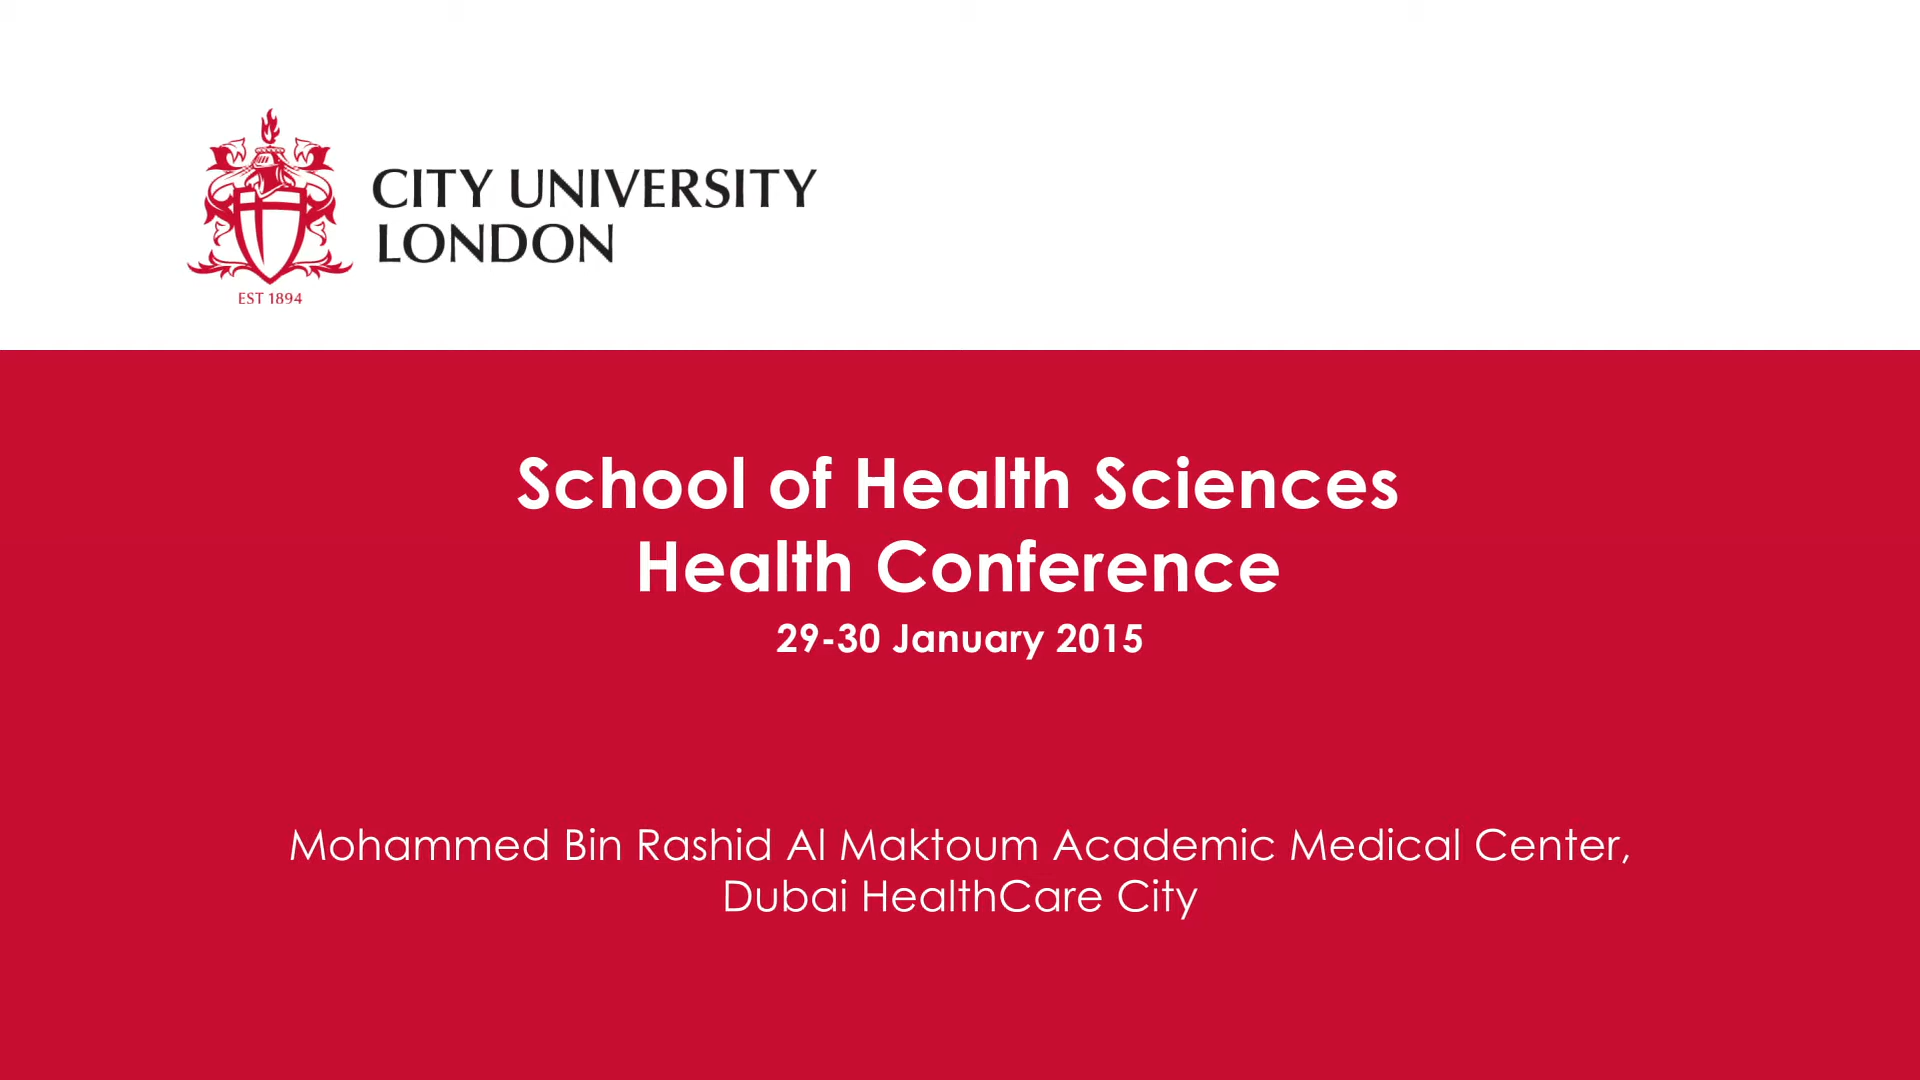 CITY UNIVERSITY
LONDON
EST 1894
School of Health Sciences
Health Conference
29-30 January 2015
Mohammed Bin Rashid Al Maktoum Academic Medical Center,
Dubai HealthCare City